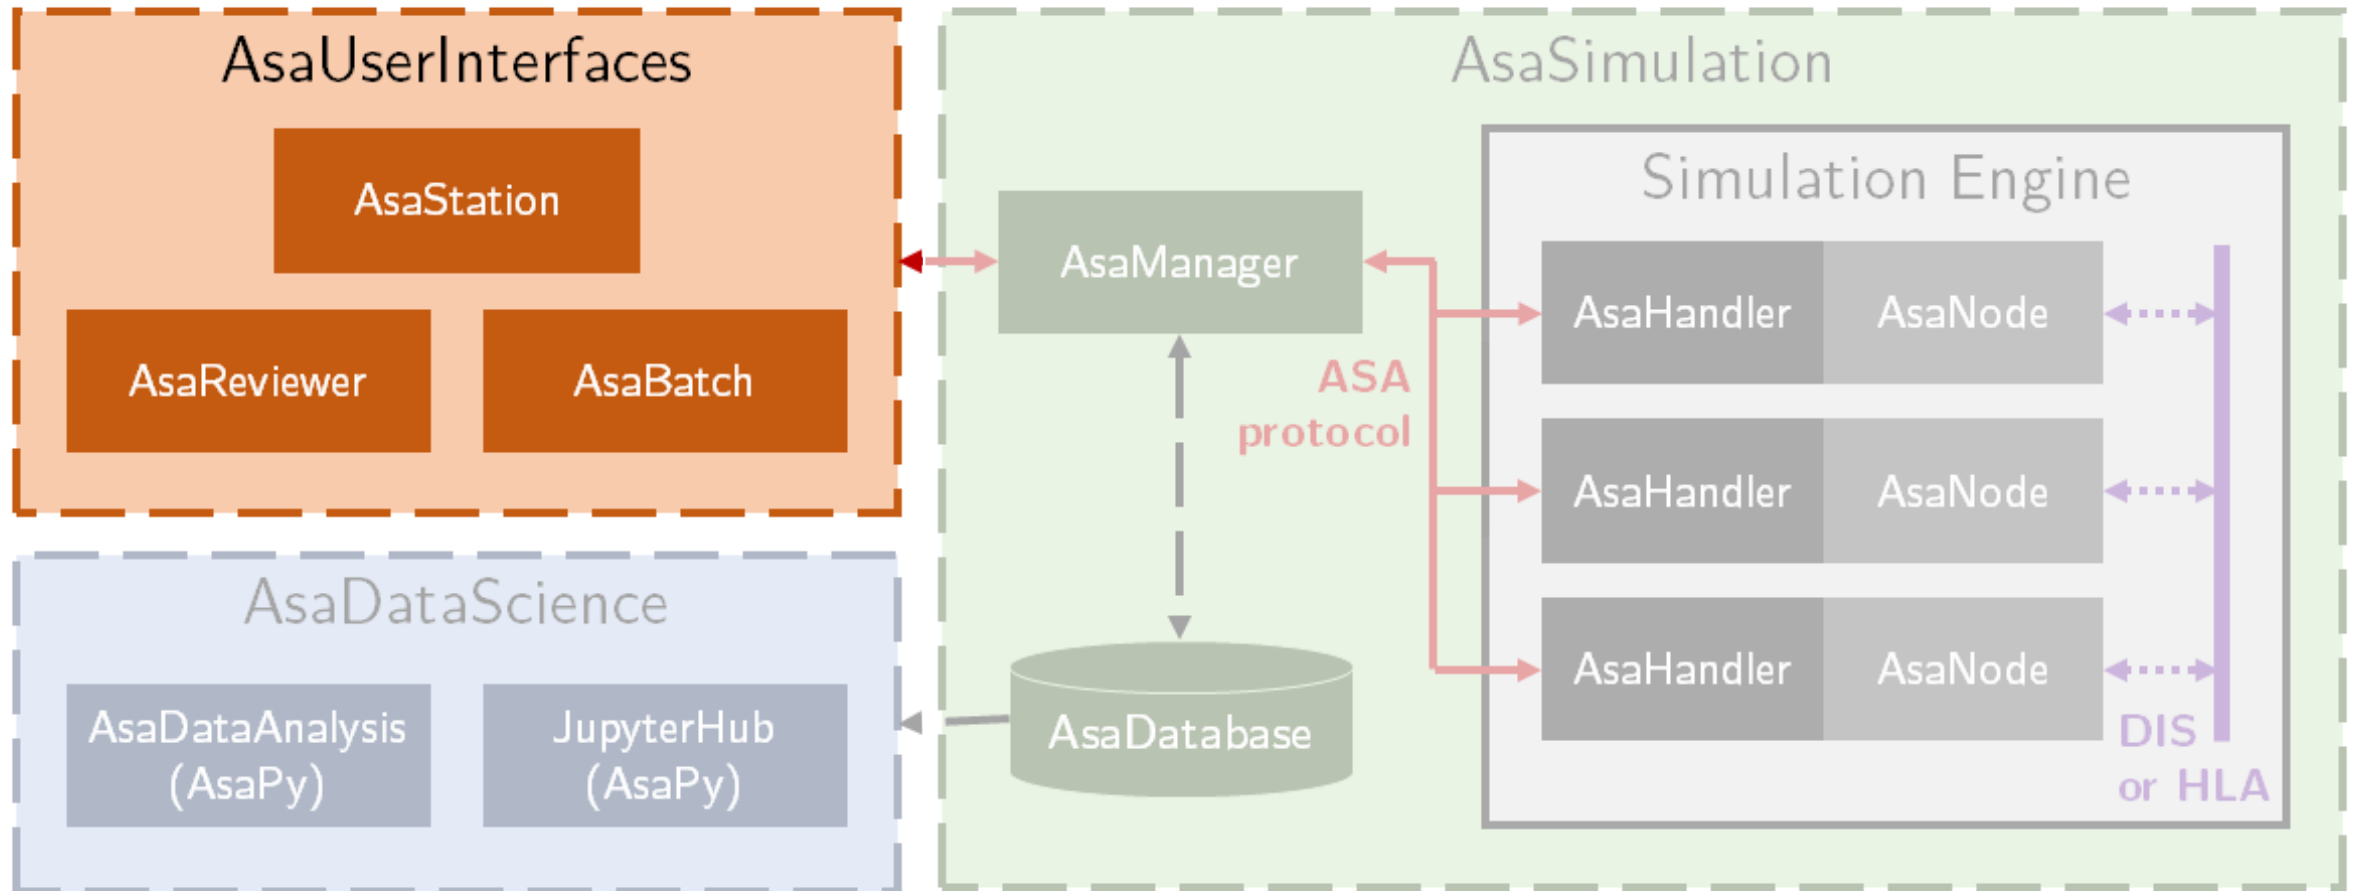 AsaUserInterfaces
AsaStation
AsaReviewer
AsaBatch
AsaDataScience
AsaDataAnalysis
(AsaPy)
JupyterHub
(AsaPy)
AsaSimulation
AsaManager
ASA
protocol
AsaDatabase
Simulation Engine
AsaHandler
AsaNode
AsaHandler
AsaNode
AsaHandler
AsaNode
DIS
or HLA